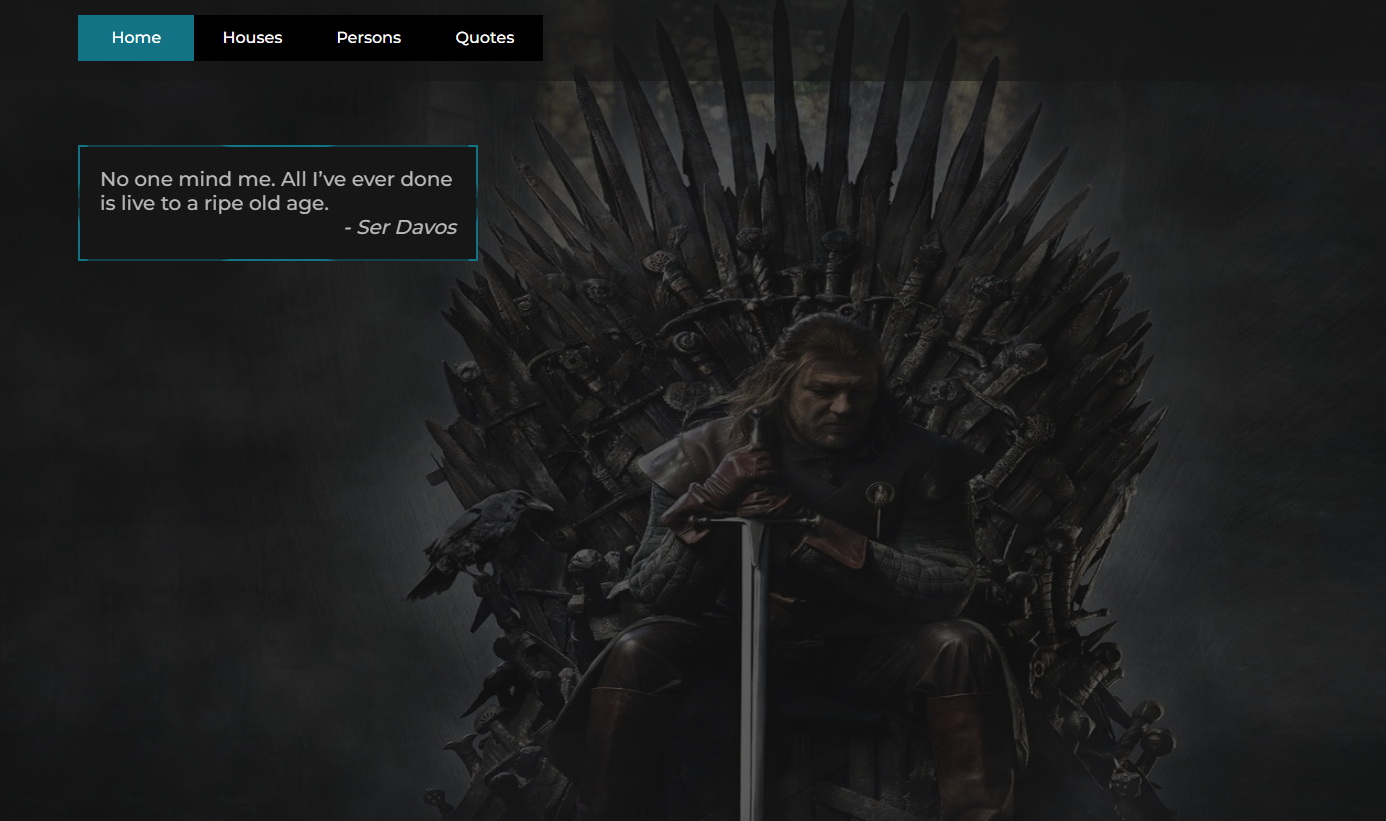 Home Houses Persons Quotes
No one mind me. All I’ve ever done
is live to a ripe old age.
- Ser Davos